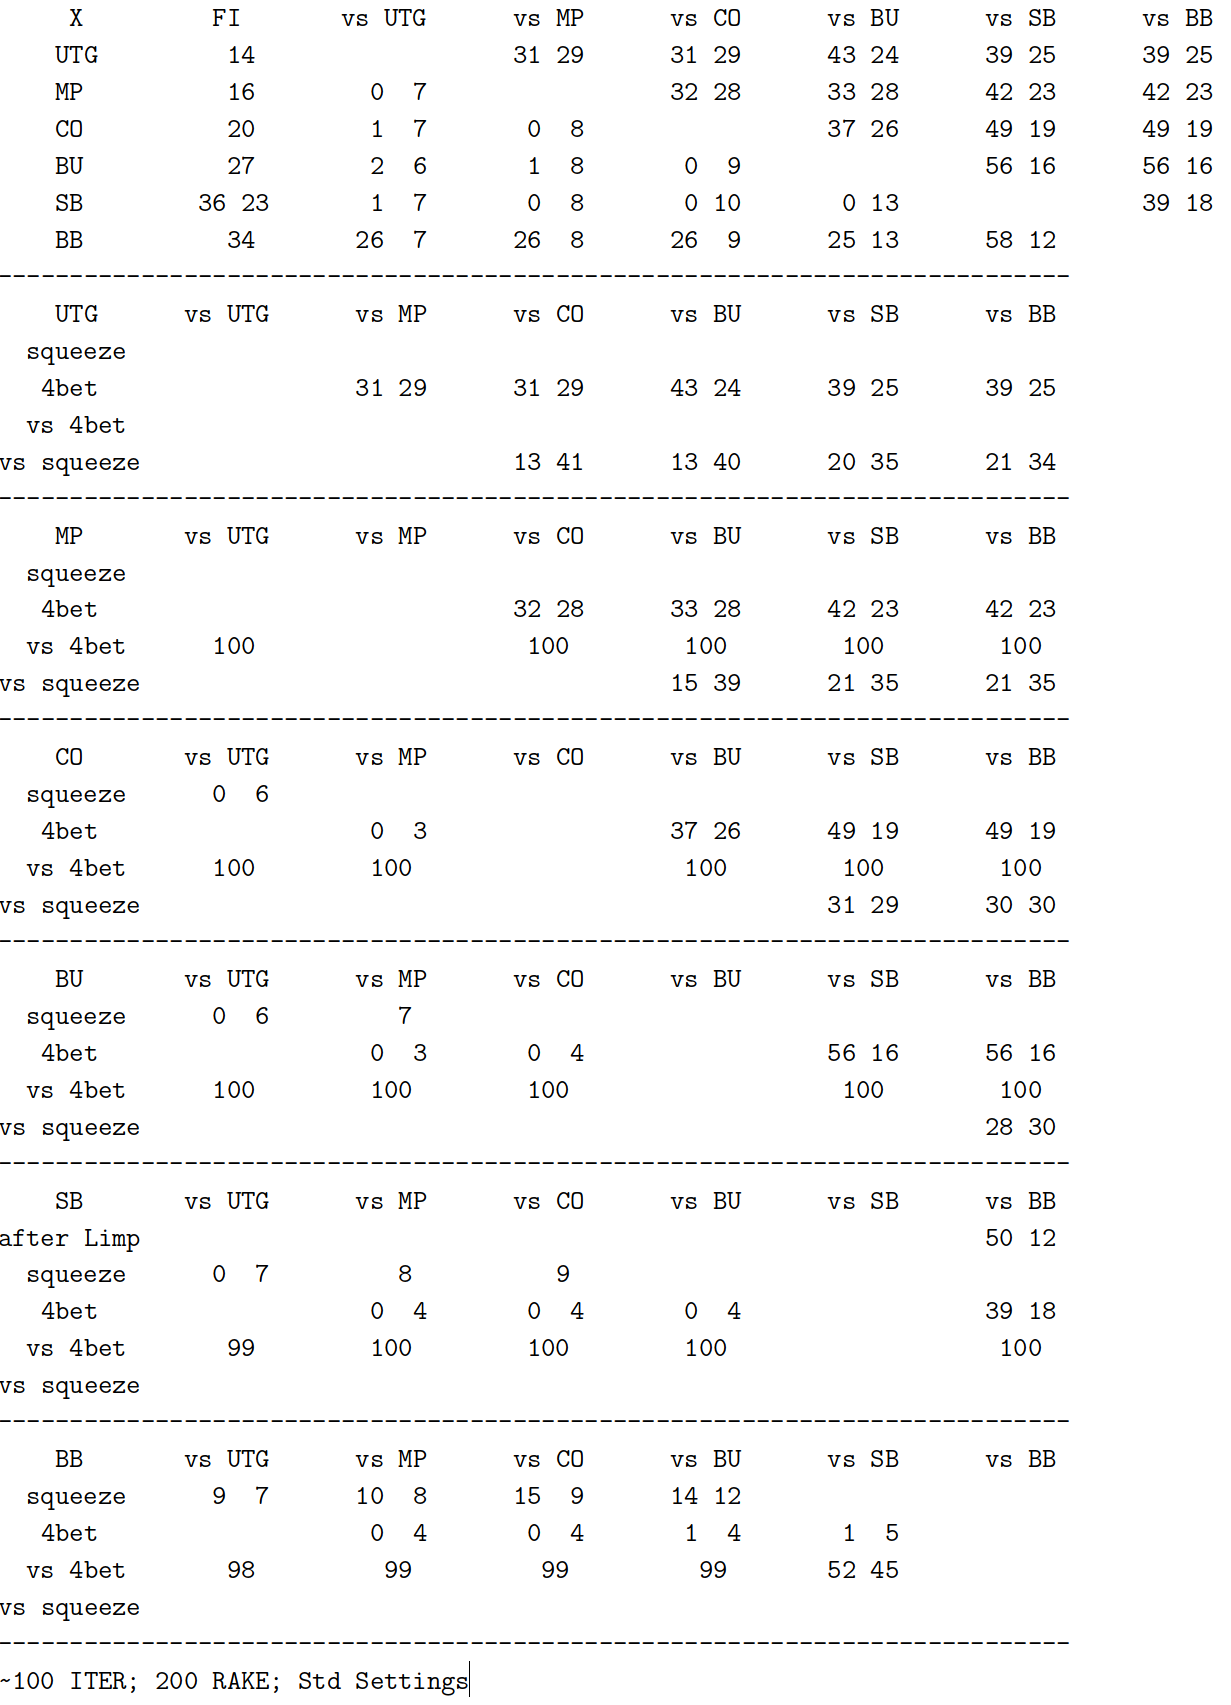 X FI vs UTG vs MP vs CO vs BU vs SB vs BB
UTG 14 31 29 31 29 43 24 39 25 39 25
MP 16 0 7 32 28 33 28 42 23 42 23
CO 20 1 7 0 8 37 26 49 19 49 19
BU 27 2 6 1 8 0 9 56 16 56 16
SB 36 23 1 7 0 8 0 10 0 13 39 18
BB 34 26 7 26 8 26 9 25 13 58 12
---------------------------------------------------------------------------
UTG vs UTG vs MP vs CO vs BU vs SB vs BB
squeeze
4bet 31 29 31 29 43 24 39 25 39 25
vs 4bet
vs squeeze 13 41 13 40 20 35 21 34
---------------------------------------------------------------------------
MP vs UTG vs MP vs CO vs BU vs SB vs BB
squeeze
4bet 32 28 33 28 42 23 42 23
vs 4bet 100 100 100 100 100
vs squeeze 15 39 21 35 21 35
---------------------------------------------------------------------------
CO vs UTG vs MP vs CO vs BU vs SB vs BB
squeeze 0 6
4bet 0 3 37 26 49 19 49 19
vs 4bet 100 100 100 100 100
vs squeeze 31 29 30 30
---------------------------------------------------------------------------
BU vs UTG vs MP vs CO vs BU vs SB vs BB
squeeze 0 6 7
4bet 0 3 0 4 56 16 56 16
vs 4bet 100 100 100 100 100
vs squeeze 28 30
---------------------------------------------------------------------------
SB vs UTG vs MP vs CO vs BU vs SB vs BB
after Limp 50 12
squeeze 0 7 8 9
4bet 0 4 0 4 0 4 39 18
vs 4bet 99 100 100 100 100
vs squeeze
---------------------------------------------------------------------------
BB vs UTG vs MP vs CO vs BU vs SB vs BB
squeeze 9 7 10 8 15 9 14 12
4bet 0 4 0 4 1 4 1 5
vs 4bet 98 99 99 99 52 45
vs squeeze
---------------------------------------------------------------------------
~100 ITER; 200 RAKE; Std Settings